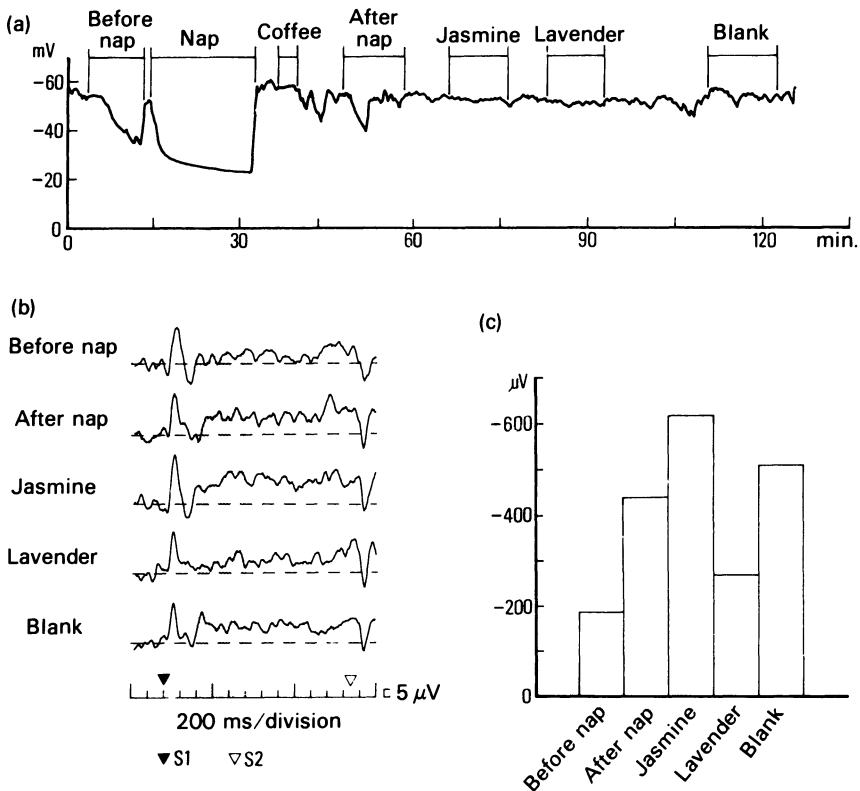 (a)
Before nap
Nap
Coffee
After nap
Jasmine
Lavender
Blank
mV
−60
−40
−20
0
0 30 60 90 120 min.
(b)
Before nap
After nap
Jasmine
Lavender
Blank
5 μV
200 ms/division
▼S1 ▽S2
(c)
μV
−600
−400
−200
0
Before nap
After nap
Jasmine
Lavender
Blank